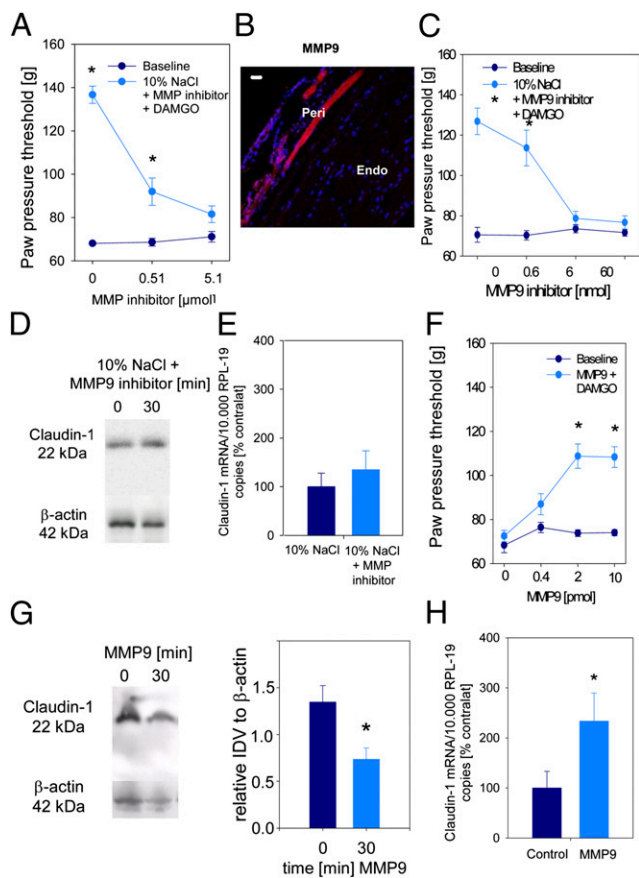 A
Paw pressure threshold [g]
160
140
120
100
80
60
Baseline
10% NaCl
+ MMP inhibitor
+ DAMGO
*
*
0
0.51
5.1
MMP inhibitor [µmol]
B
MMP9
Peri
Endo
C
Paw pressure threshold [g]
160
140
120
100
80
60
Baseline
10% NaCl
* + MMP9 inhibitor
* + DAMGO
0
0.6
6
60
MMP9 inhibitor [nmol]
D
10% NaCl +
MMP9 inhibitor [min]
0 30
Claudin-1
22 kDa
β-actin
42 kDa
E
Claudin-1 mRNA/10.000 RPL-19
copies [% contralat]
400
300
200
100
0
10% NaCl
10% NaCl
+ MMP
inhibitor
F
Paw pressure threshold [g]
160
140
120
100
80
60
Baseline
MMP9 +
DAMGO
*
*
0
0.4
2
10
MMP9 [pmol]
G
MMP9 [min]
0 30
Claudin-1
22 kDa
β-actin
42 kDa
relative IDV to β-actin
1.5
1.0
0.5
0.0
*
0
30
time [min] MMP9
H
Claudin-1 mRNA/10.000 RPL-19
copies [% contralat]
400
300
200
100
0
*
Control
MMP9